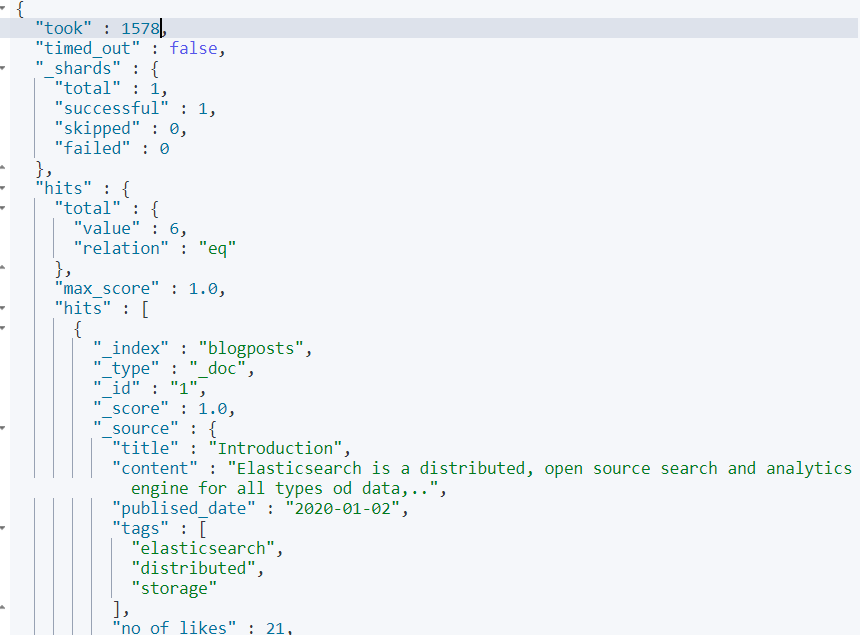 {
"took" : 1578,
"timed_out" : false,
"_shards" : {
"total" : 1,
"successful" : 1,
"skipped" : 0,
"failed" : 0
},
"hits" : {
"total" : {
"value" : 6,
"relation" : "eq"
},
"max_score" : 1.0,
"hits" : [
{
"_index" : "blogposts",
"_type" : "_doc",
"_id" : "1",
"_score" : 1.0,
"_source" : {
"title" : "Introduction",
"content" : "Elasticsearch is a distributed, open source search and analytics
engine for all types od data,..",
"publised_date" : "2020-01-02",
"tags" : [
"elasticsearch",
"distributed",
"storage"
],
"no of likes" : 21,